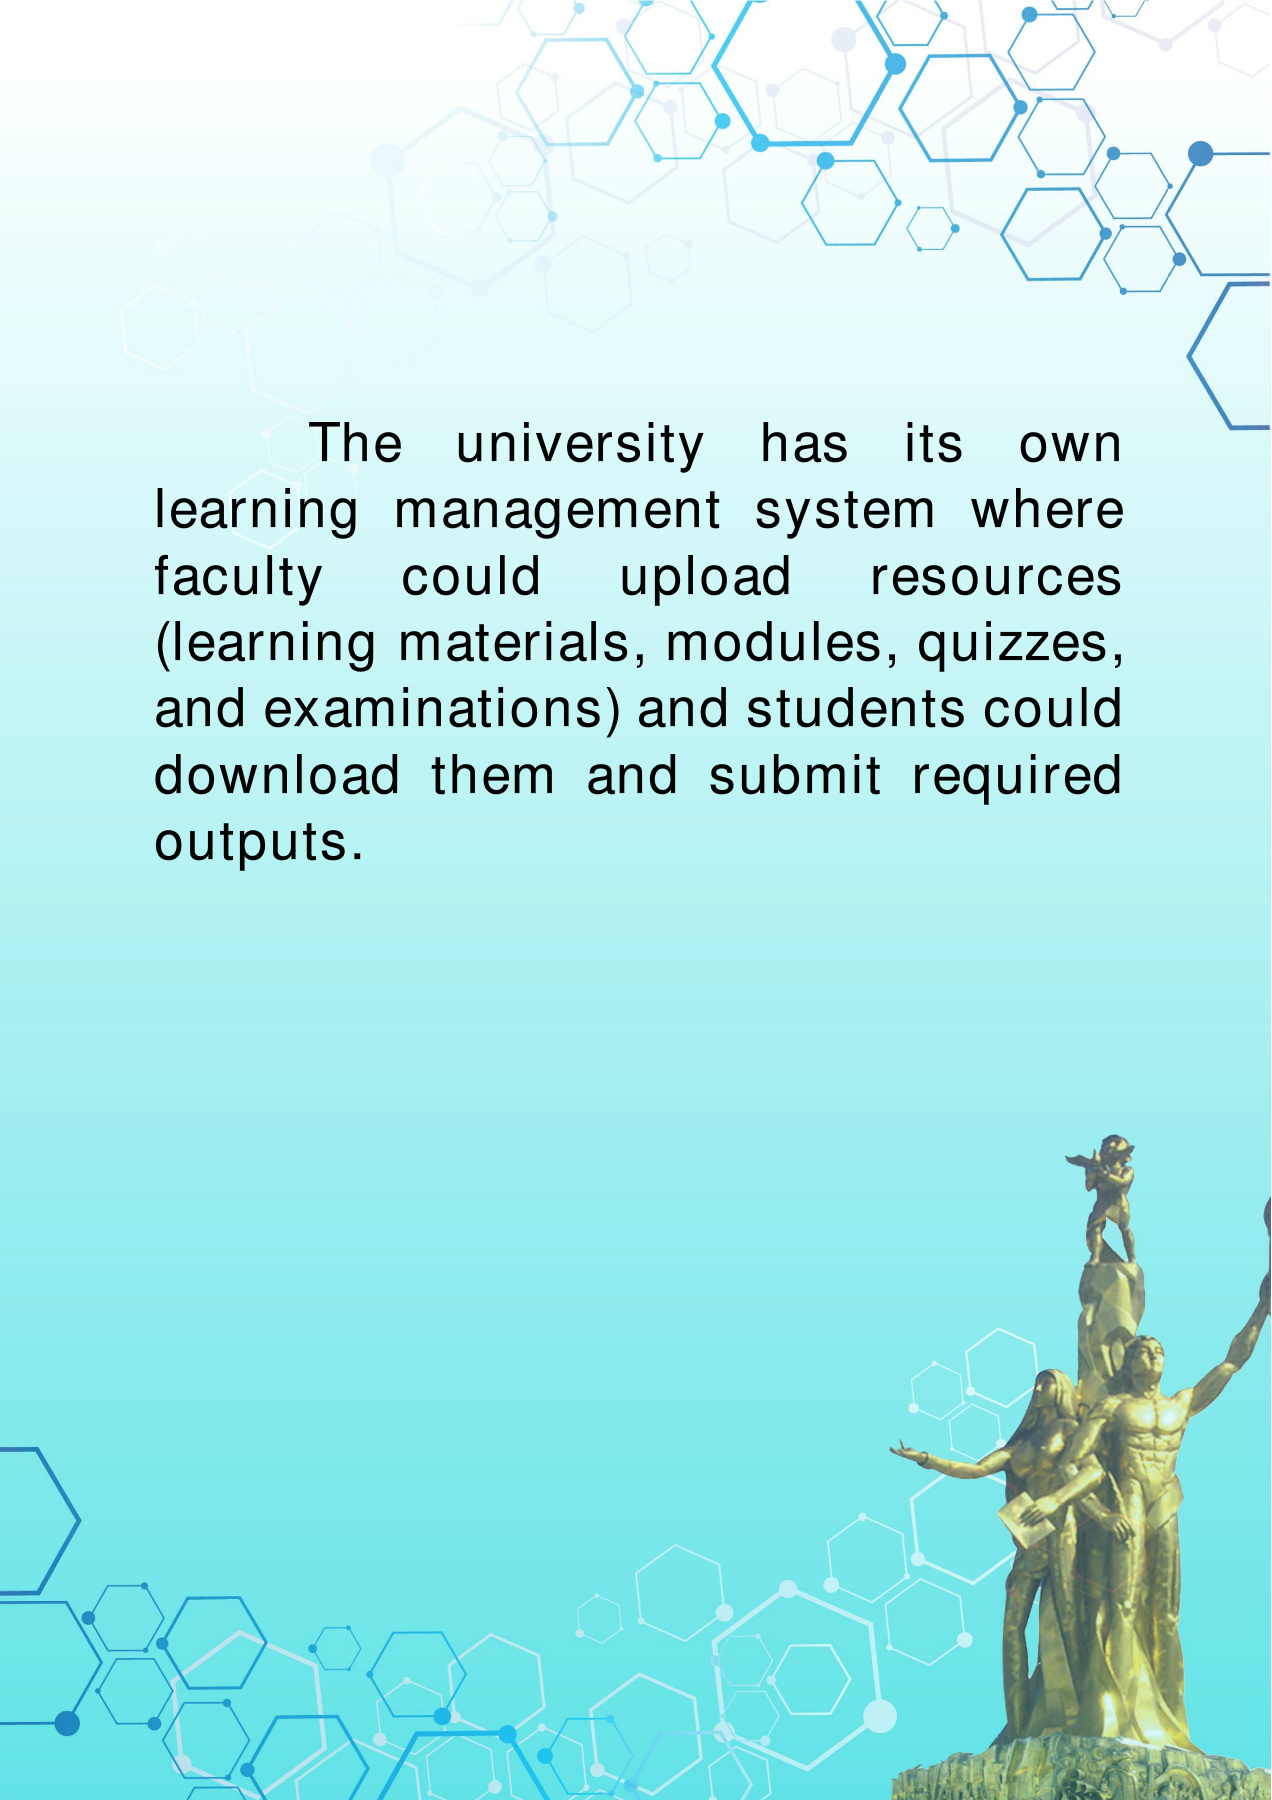 The university has its own
learning management system where
faculty could upload resources
(learning materials, modules, quizzes,
and examinations) and students could
download them and submit required
outputs.